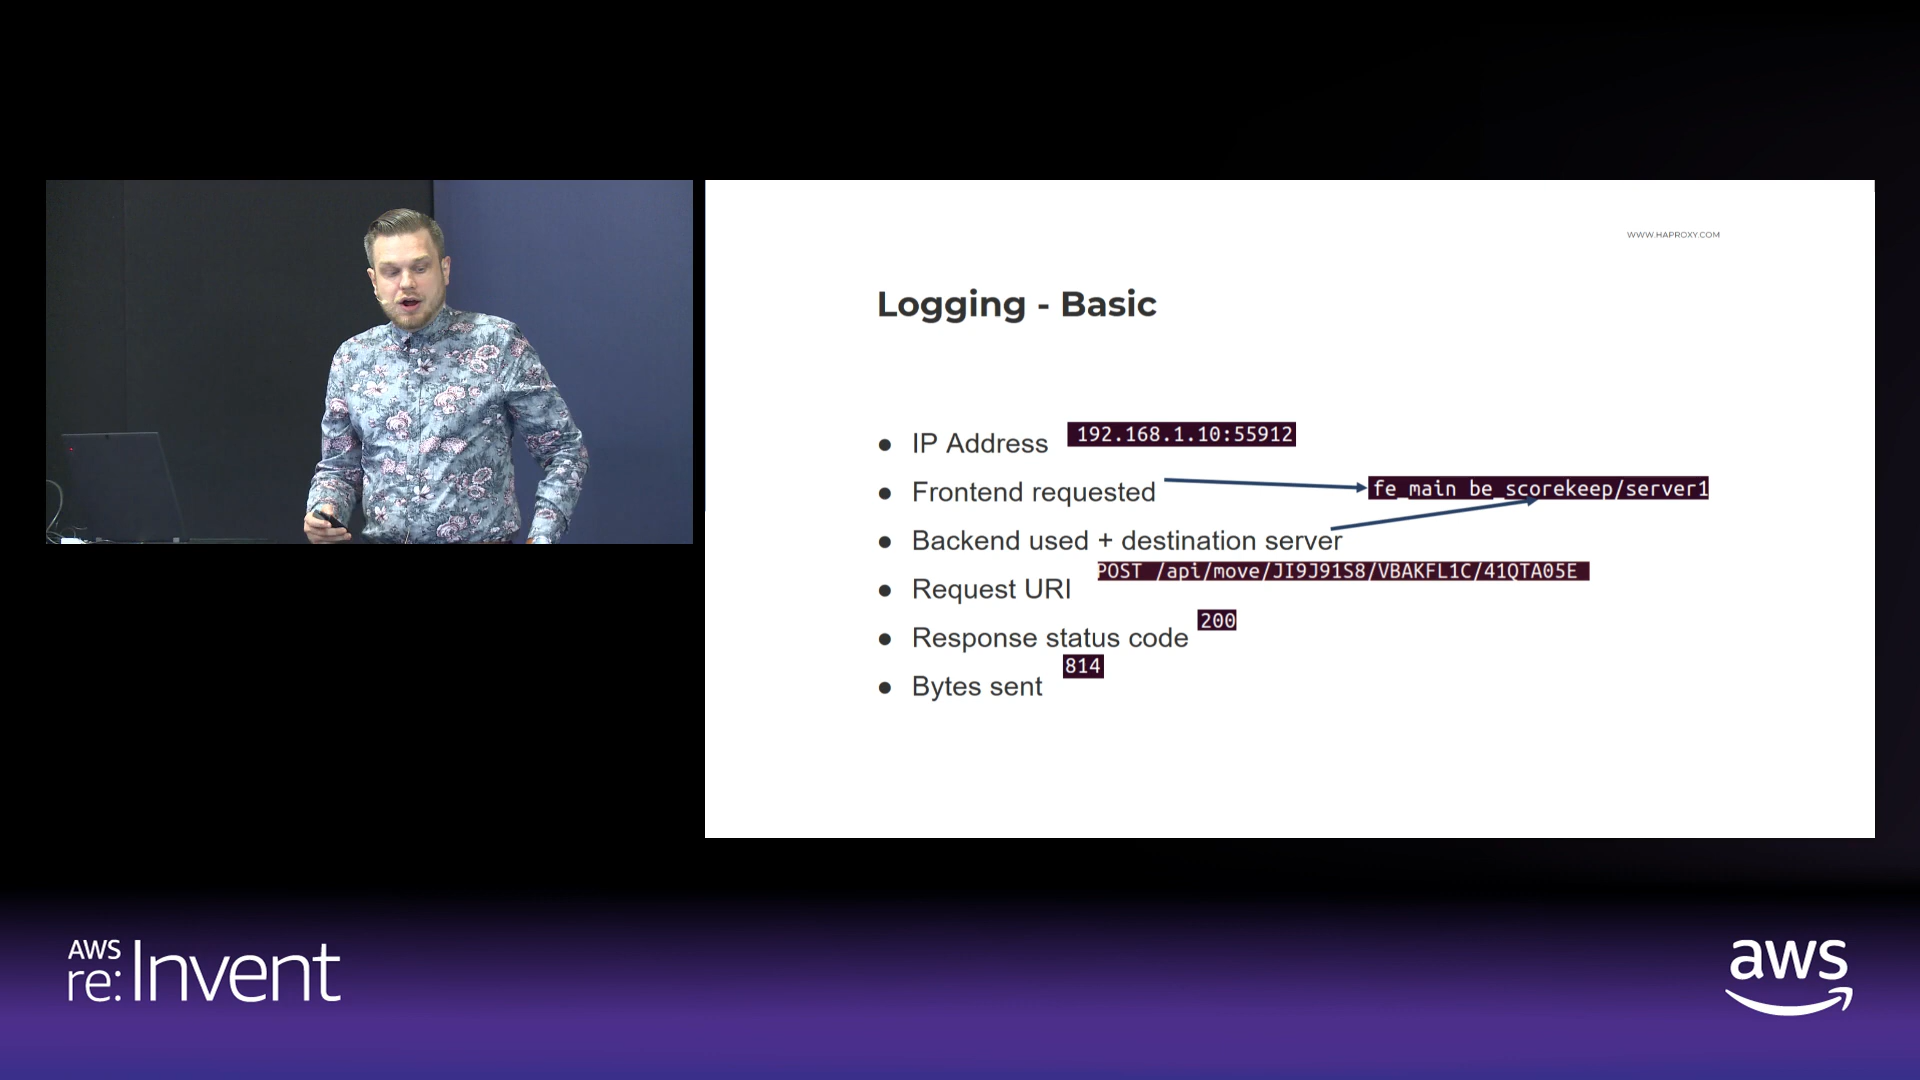 WWW.HAPROXY.COM
Logging - Basic
● IP Address 192.168.1.10:55912
● Frontend requested fe_main be_scorekeep/server1
● Backend used + destination server
● Request URI POST /api/move/JI9J91S8/VBAKFL1C/41QTA05E
● Response status code 200
● Bytes sent 814
AWS
re:Invent
aws